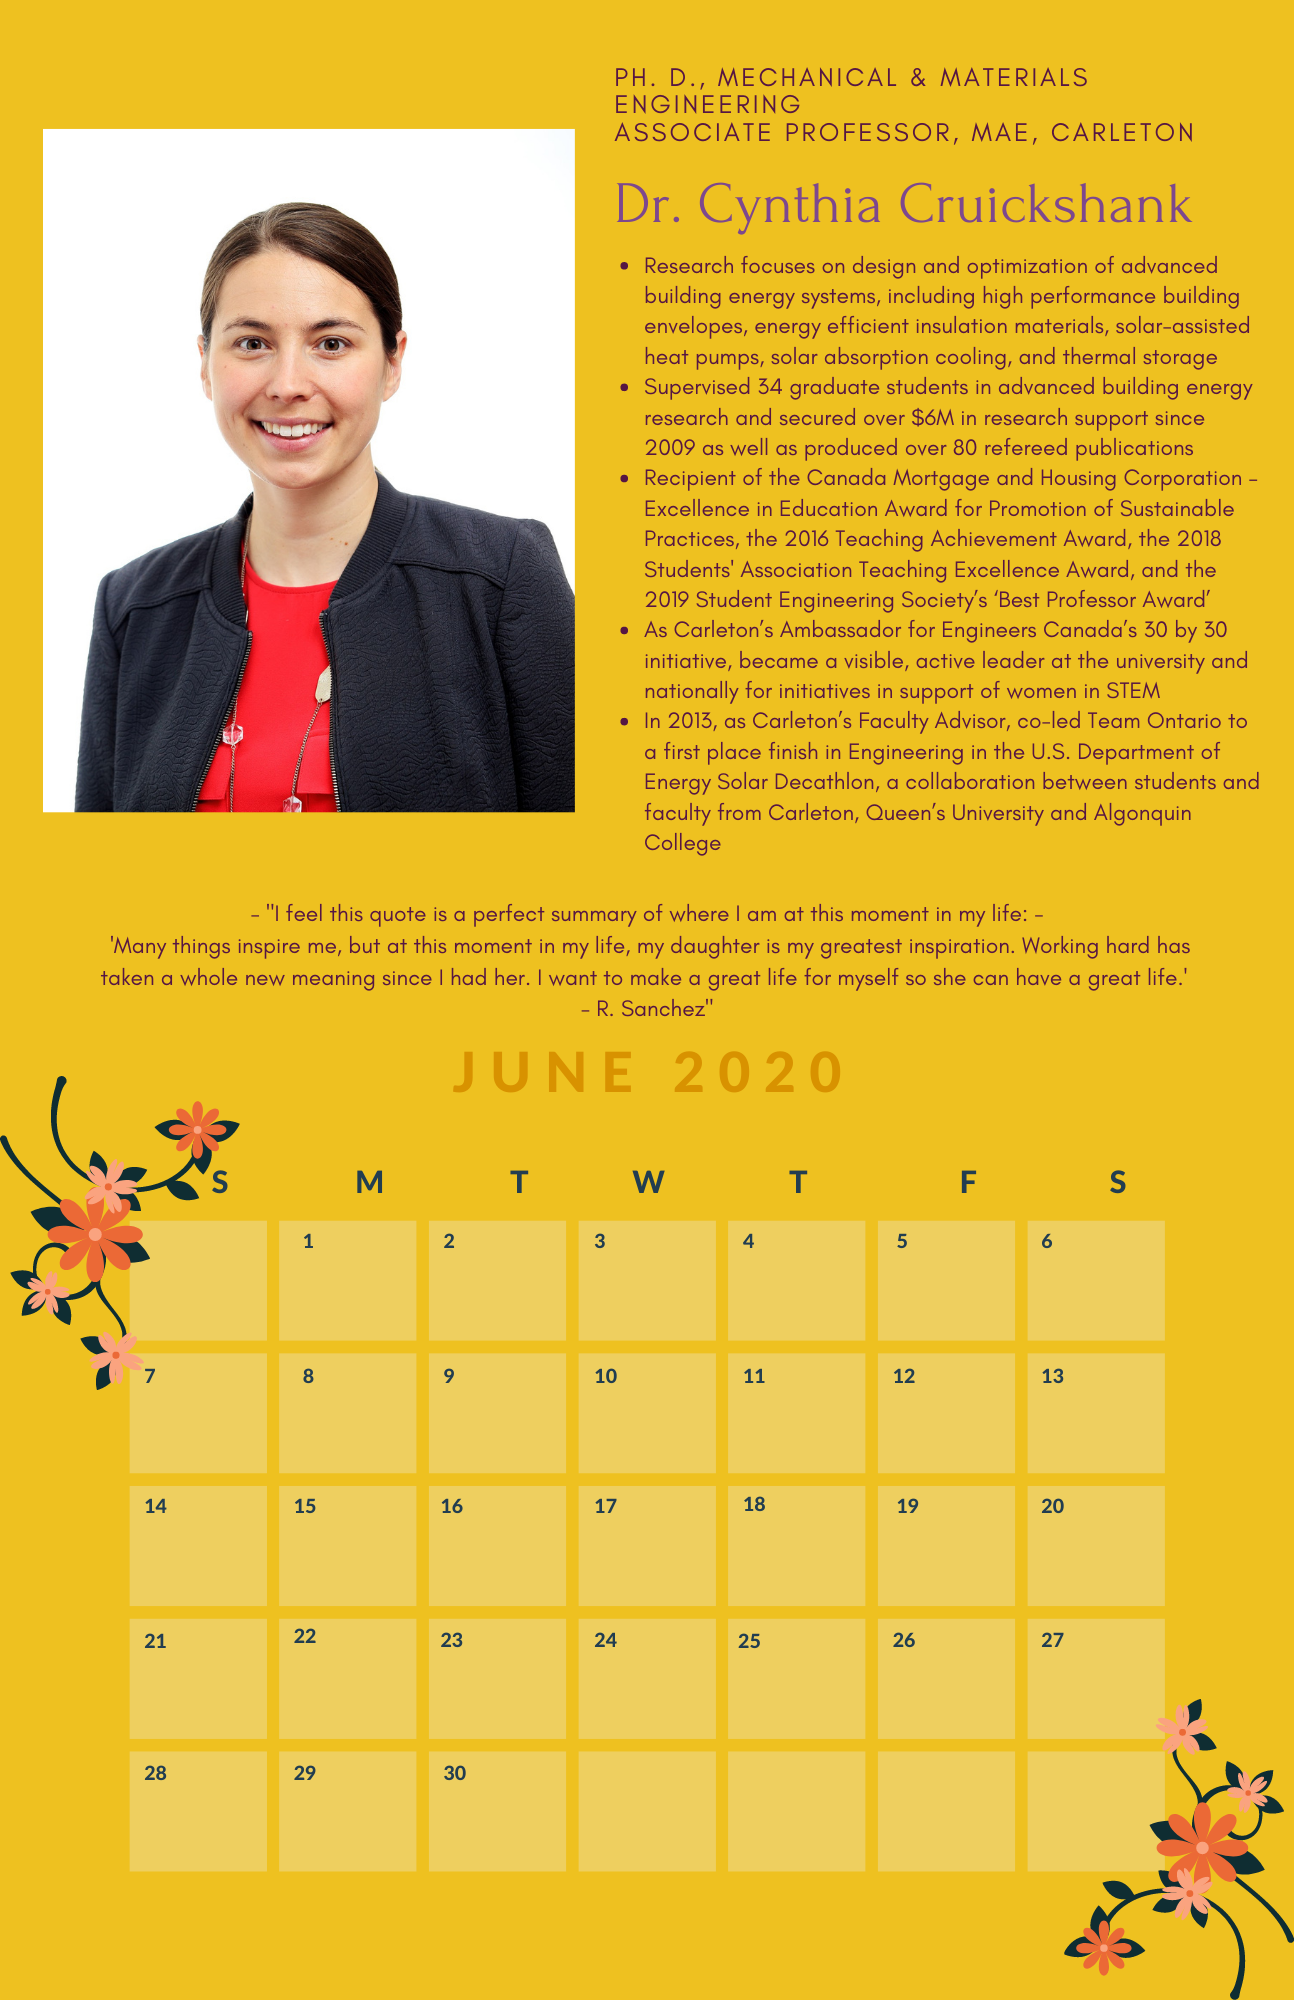 PH. D., MECHANICAL & MATERIALS
ENGINEERING
ASSOCIATE PROFESSOR, MAE, CARLETON
Dr. Cynthia Cruickshank
• Research focuses on design and optimization of advanced
building energy systems, including high performance building
envelopes, energy efficient insulation materials, solar-assisted
heat pumps, solar absorption cooling, and thermal storage
• Supervised 34 graduate students in advanced building energy
research and secured over $6M in research support since
2009 as well as produced over 80 refereed publications
• Recipient of the Canada Mortgage and Housing Corporation –
Excellence in Education Award for Promotion of Sustainable
Practices, the 2016 Teaching Achievement Award, the 2018
Students' Association Teaching Excellence Award, and the
2019 Student Engineering Society’s ‘Best Professor Award’
• As Carleton’s Ambassador for Engineers Canada’s 30 by 30
initiative, became a visible, active leader at the university and
nationally for initiatives in support of women in STEM
• In 2013, as Carleton’s Faculty Advisor, co-led Team Ontario to
a first place finish in Engineering in the U.S. Department of
Energy Solar Decathlon, a collaboration between students and
faculty from Carleton, Queen’s University and Algonquin
College
- "I feel this quote is a perfect summary of where I am at this moment in my life: -
'Many things inspire me, but at this moment in my life, my daughter is my greatest inspiration. Working hard has
taken a whole new meaning since I had her. I want to make a great life for myself so she can have a great life.'
- R. Sanchez"
JUNE 2020
S M T W T F S
1 2 3 4 5 6
7 8 9 10 11 12 13
14 15 16 17 18 19 20
21 22 23 24 25 26 27
28 29 30